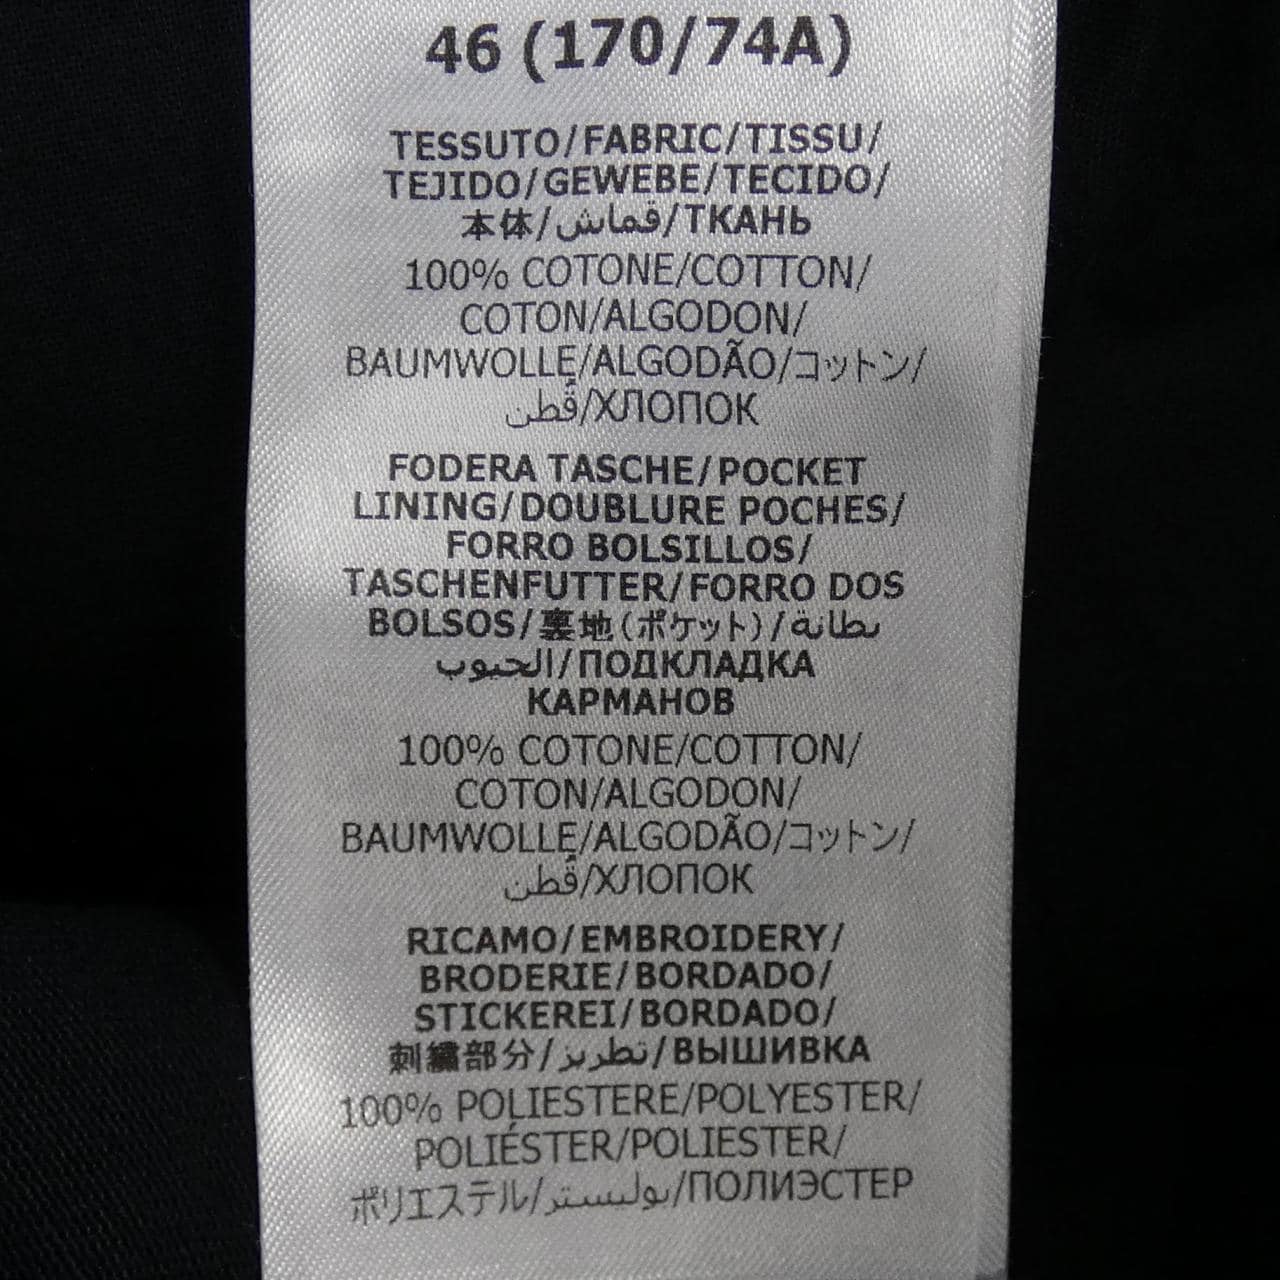 46 (170/74A)
TESSUTO/FABRIC/TISSU/
TEJIDO/GEWEBE/TECIDO/
本体/قماش/ТКАНЬ
100% COTONE/COTTON/
COTON/ALGODON/
BAUMWOLLE/ALGODÃO/コットン/
قُطن/ХЛОПОК
FODERA TASCHE/POCKET
LINING/DOUBLURE POCHES/
FORRO BOLSILLOS/
TASCHENFUTTER/FORRO DOS
BOLSOS/裏地(ポケット)/بطانة
الجيوب/ПОДКЛАДКА
КАРМАНОВ
100% COTONE/COTTON/
COTON/ALGODON/
BAUMWOLLE/ALGODÃO/コットン/
قُطن/ХЛОПОК
RICAMO/EMBROIDERY/
BRODERIE/BORDADO/
STICKEREI/BORDADO/
刺繍部分/تطريز/ВЫШИВКА
100% POLIESTERE/POLYESTER/
POLIÉSTER/POLIESTER/
ポリエステル/بوليستر/ПОЛИЭСТЕР